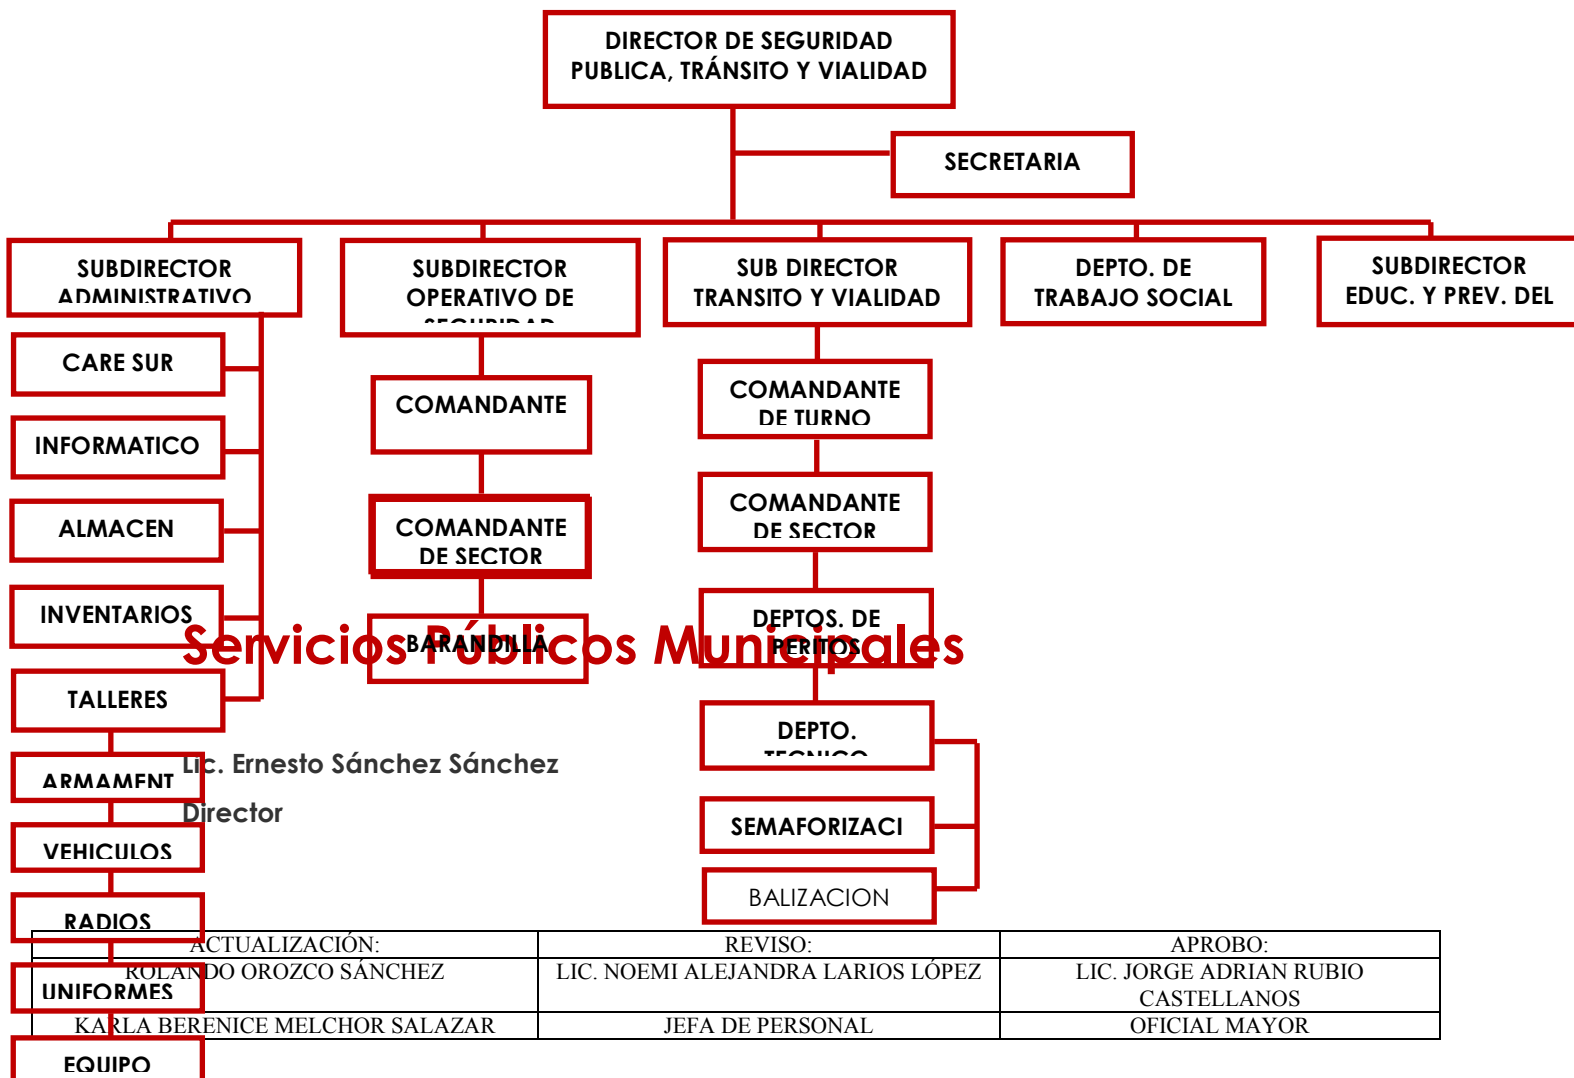 DIRECTOR DE SEGURIDAD
PUBLICA, TRÁNSITO Y VIALIDAD
SECRETARIA
SUBDIRECTOR
ADMINISTRATIVO
SUBDIRECTOR
OPERATIVO DE
SEGURIDAD
SUB DIRECTOR
TRANSITO Y VIALIDAD
DEPTO. DE
TRABAJO SOCIAL
SUBDIRECTOR
EDUC. Y PREV. DEL
CARE SUR
INFORMATICO
ALMACEN
INVENTARIOS
TALLERES
ARMAMENT
VEHICULOS
RADIOS
UNIFORMES
EQUIPO
COMANDANTE
COMANDANTE
DE SECTOR
BARANDILLA
COMANDANTE
DE TURNO
COMANDANTE
DE SECTOR
DEPTOS. DE
PERITOS
DEPTO.
TECNICO
SEMAFORIZACI
BALIZACION
Servicios Públicos Municipales
Lic. Ernesto Sánchez Sánchez
Director
ACTUALIZACIÓN: REVISO: APROBO:
ROLANDO OROZCO SÁNCHEZ LIC. NOEMI ALEJANDRA LARIOS LÓPEZ LIC. JORGE ADRIAN RUBIO
CASTELLANOS
KARLA BERENICE MELCHOR SALAZAR JEFA DE PERSONAL OFICIAL MAYOR